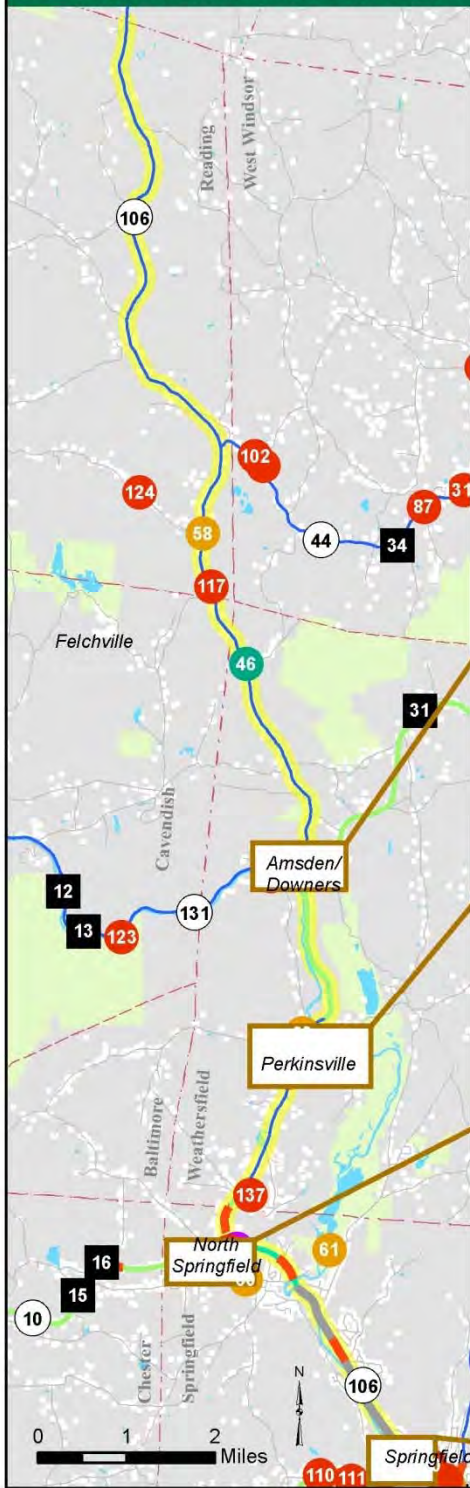 Reading
West Windsor
106
102
124
31
87
58
44
34
117
Felchville
46
31
Cavendish
Amsden/
Downers
12
131
13
123
Perkinsville
Baltimore
Weathersfield
137
North
Springfield
61
16
15
10
Chester
Springfield
106
N
0 1 2
Miles
Springfield
110
111